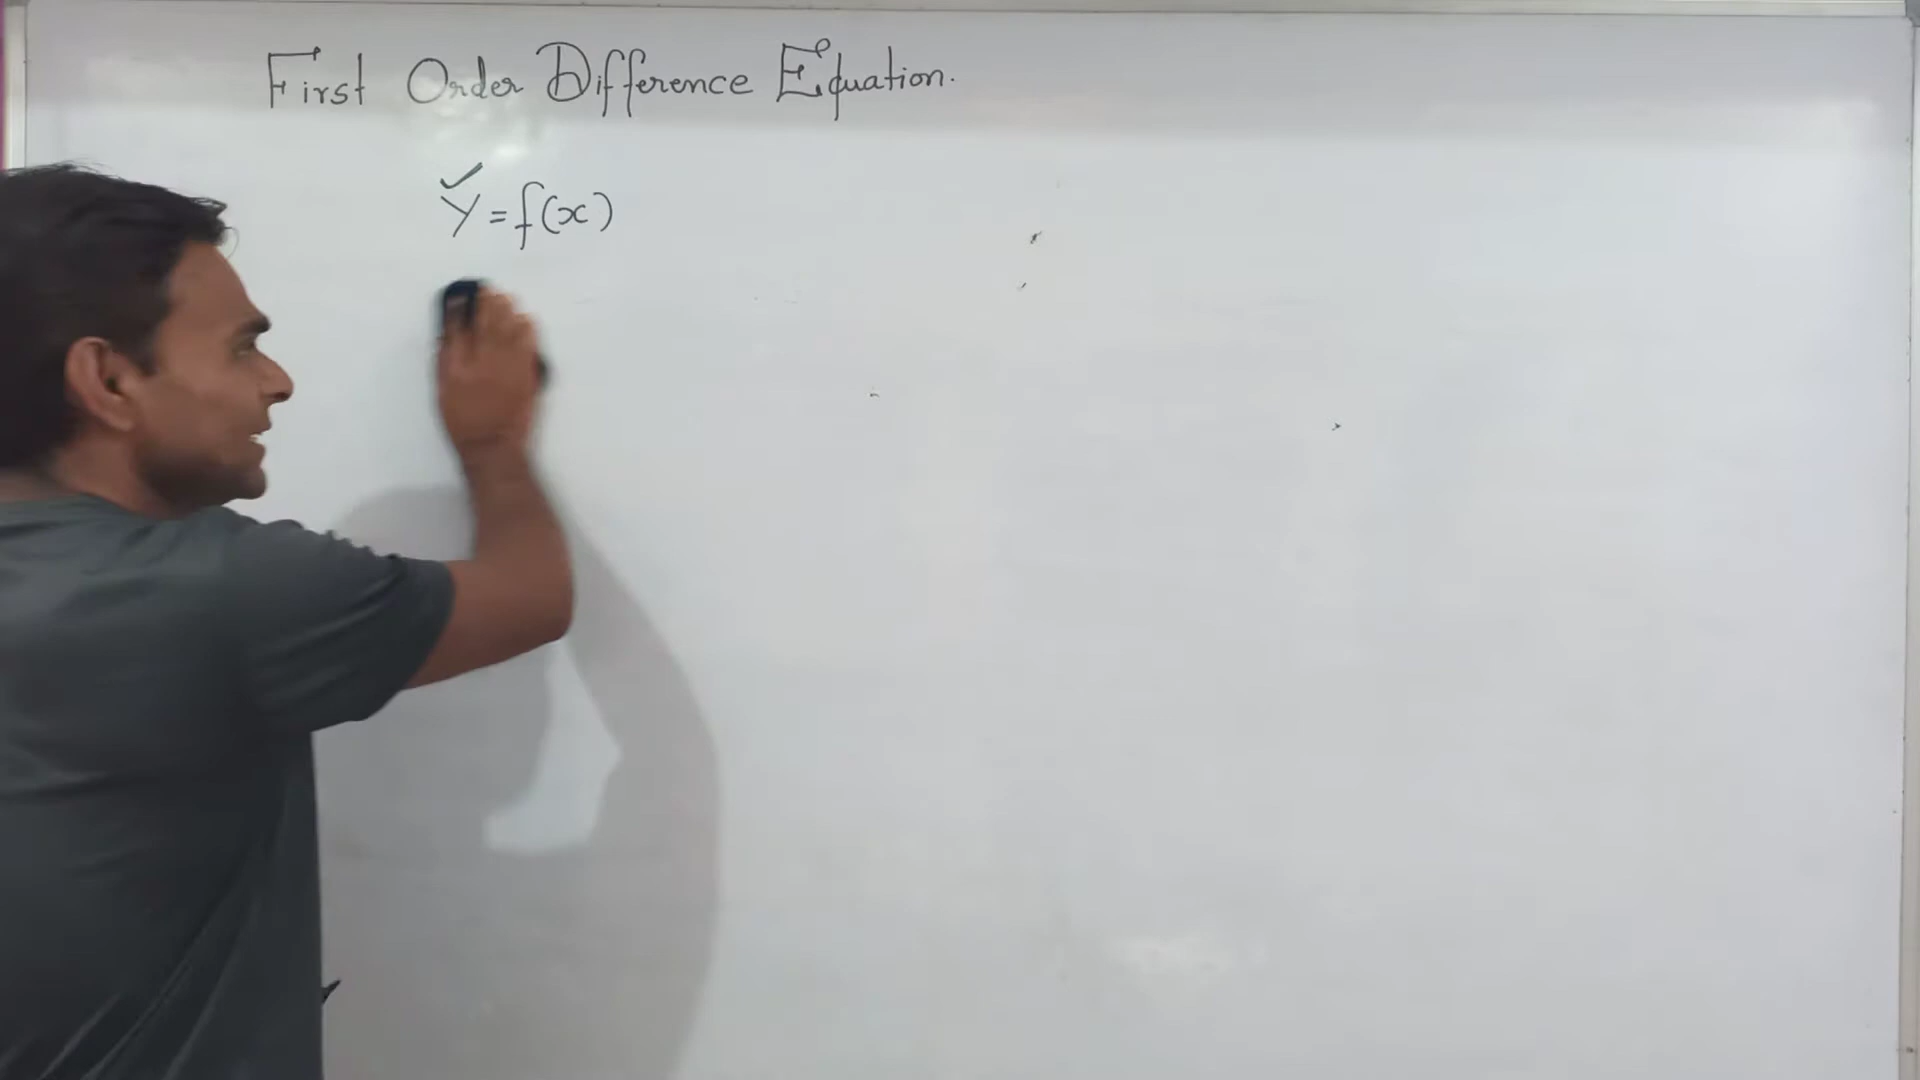 First Order Difference Equation.
Y = f(x)